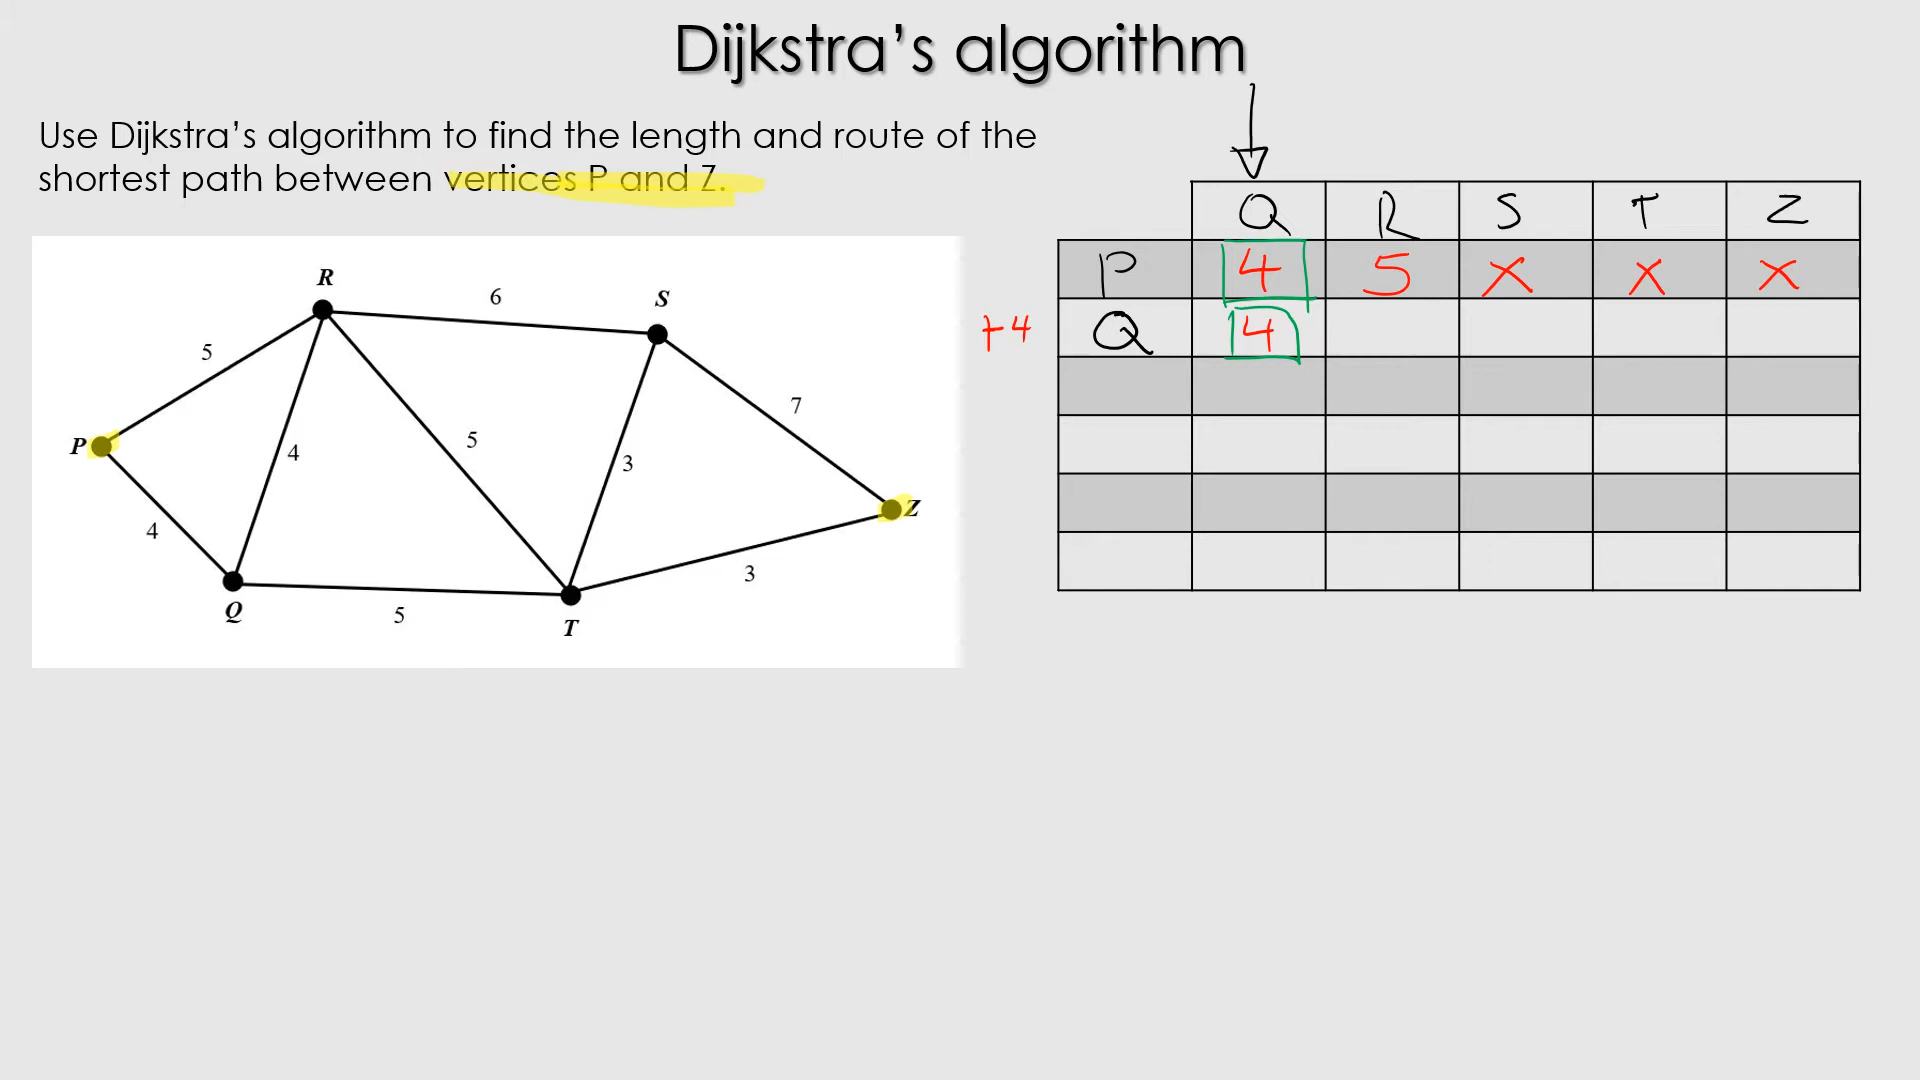 Dijkstra's algorithm
Use Dijkstra's algorithm to find the length and route of the
shortest path between vertices P and Z.
Q R S T Z
P 4 5 X X X
+4 Q 4
R
6
S
5
7
P
4
5
3
Z
4
3
Q
5
T